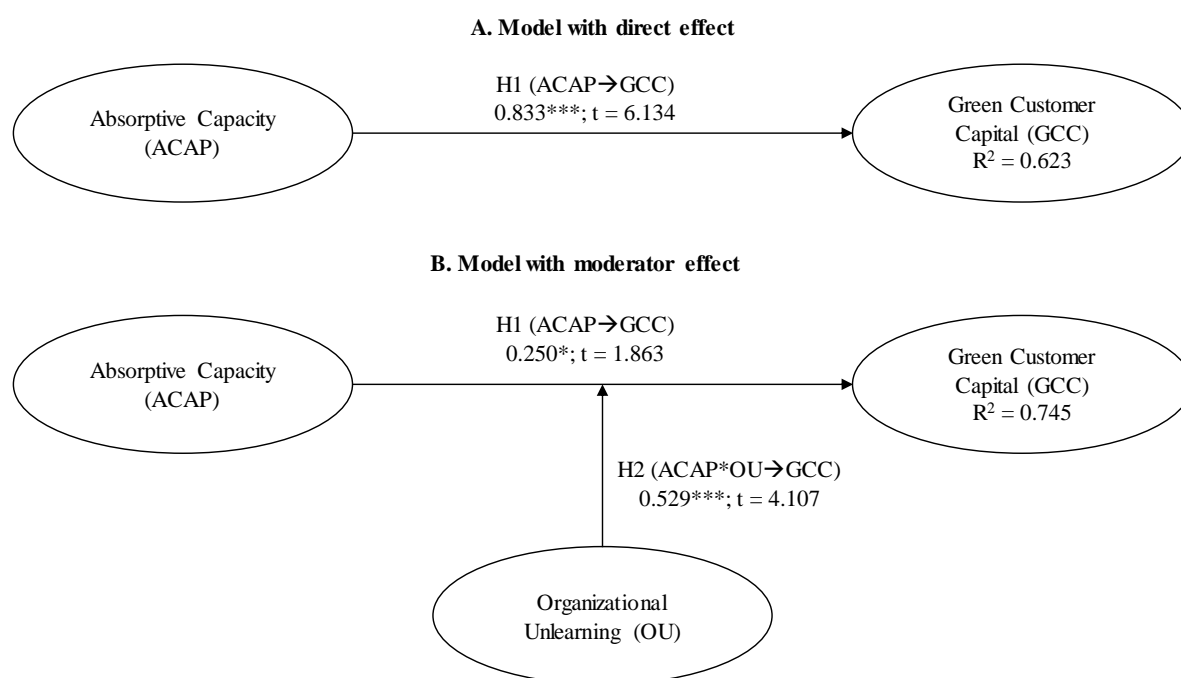 A. Model with direct effect
H1 (ACAP→GCC)
0.833***; t = 6.134
Absorptive Capacity
(ACAP)
Green Customer
Capital (GCC)
R² = 0.623
B. Model with moderator effect
H1 (ACAP→GCC)
0.250*; t = 1.863
Absorptive Capacity
(ACAP)
Green Customer
Capital (GCC)
R² = 0.745
H2 (ACAP*OU→GCC)
0.529***; t = 4.107
Organizational
Unlearning (OU)